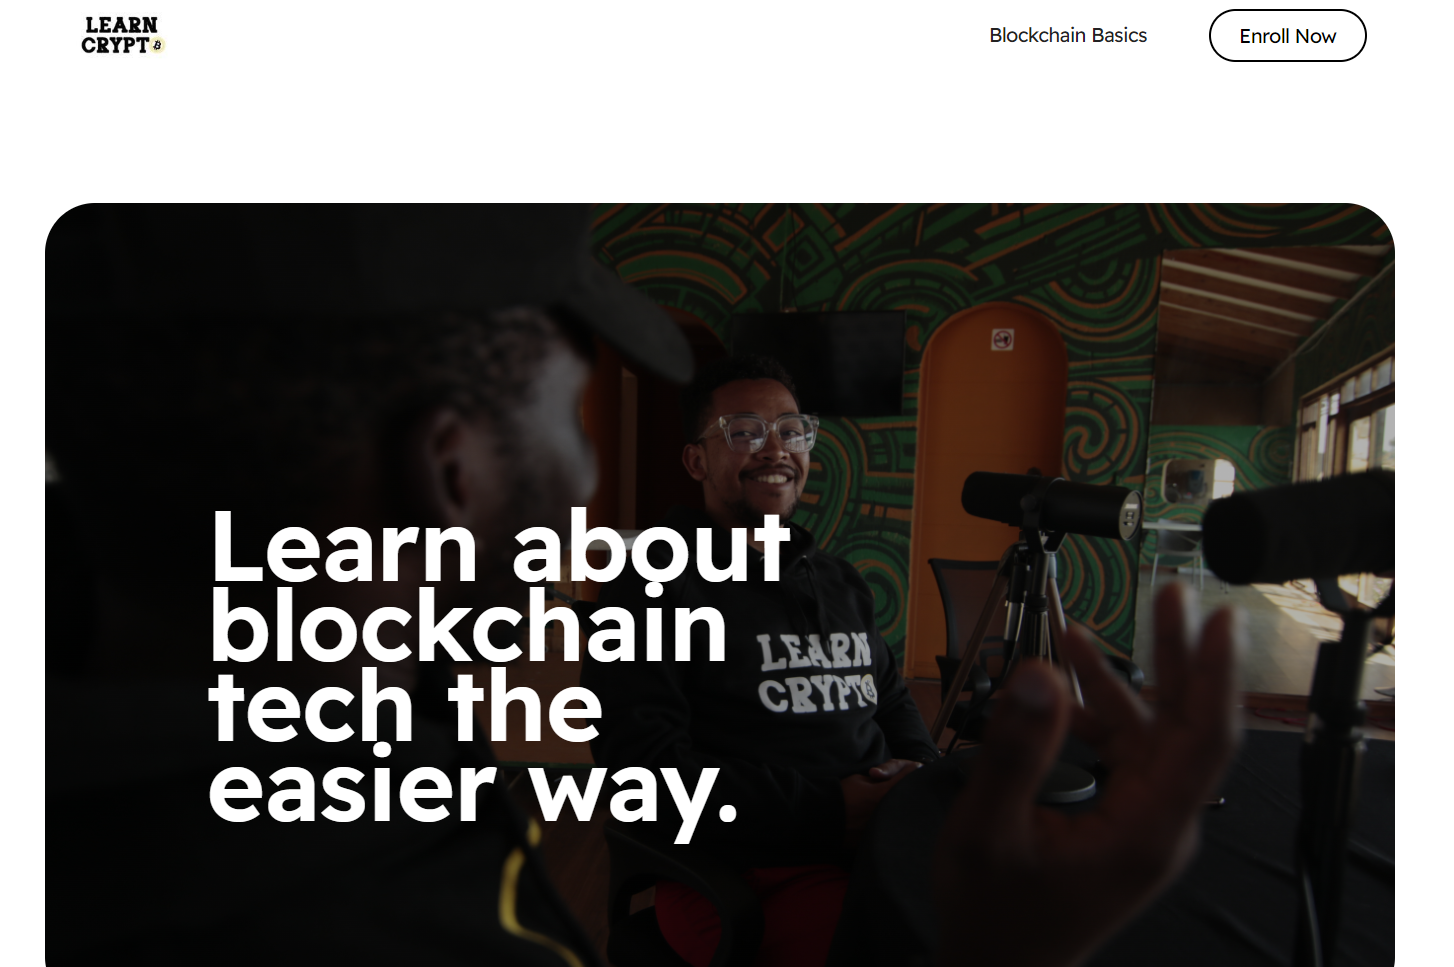 LEARN
CRYPT
Blockchain Basics
Enroll Now
Learn about
blockchain
tech the
easier way.
LEARN
CRYPT